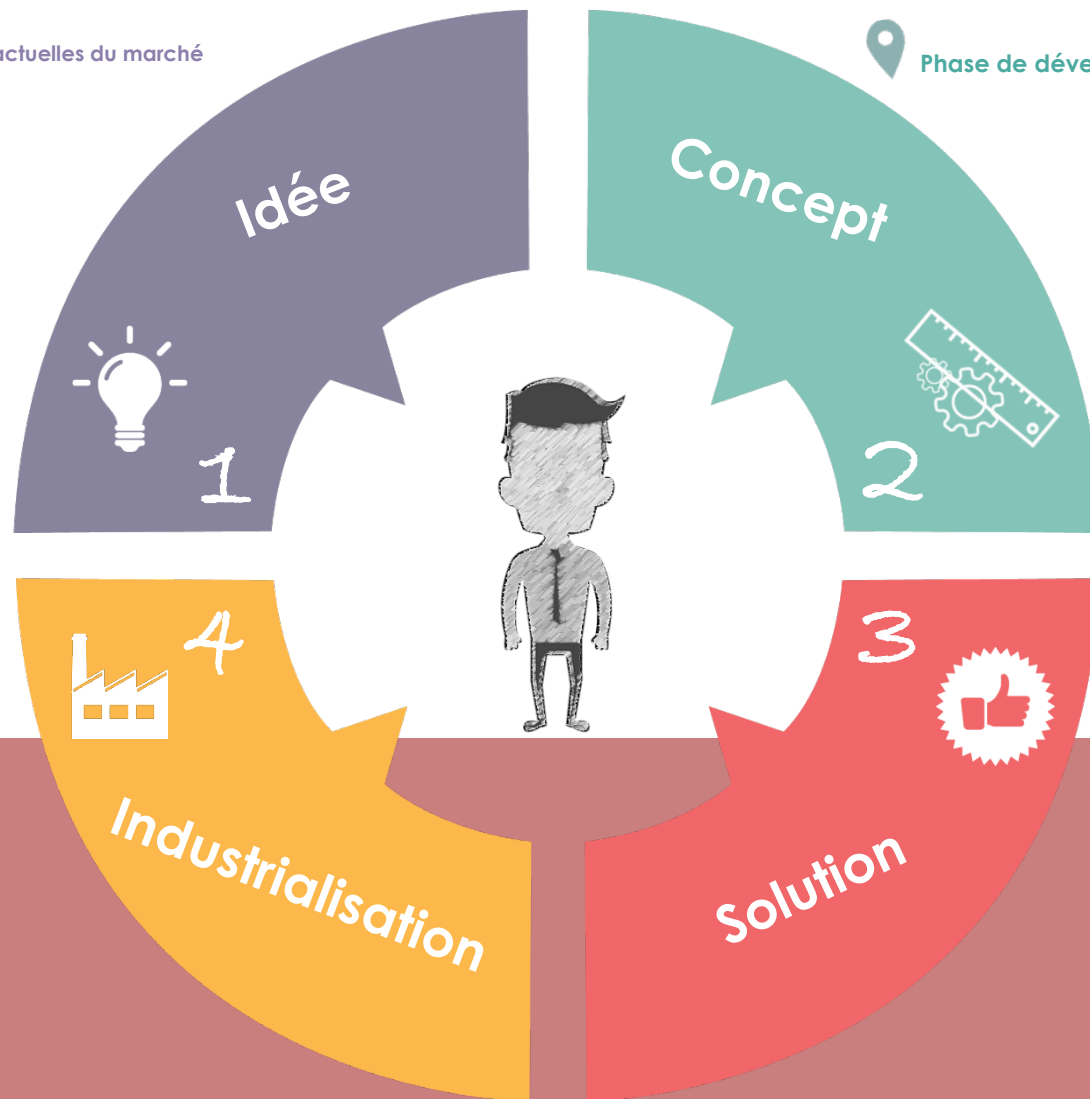 actuelles du marché
Phase de déve
Idée
Concept
1
2
4
3
Industrialisation
Solution